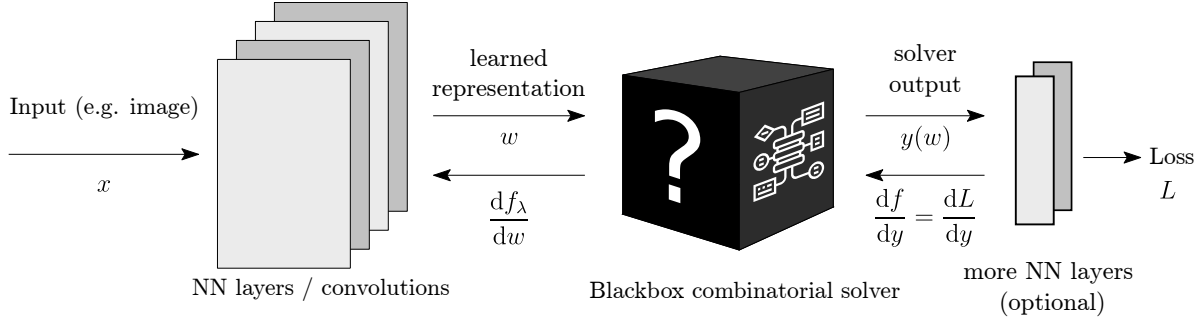 Input (e.g. image)
x
NN layers / convolutions
learned
representation
w
df_λ/dw
?
Blackbox combinatorial solver
solver
output
y(w)
df/dy = dL/dy
more NN layers
(optional)
Loss
L